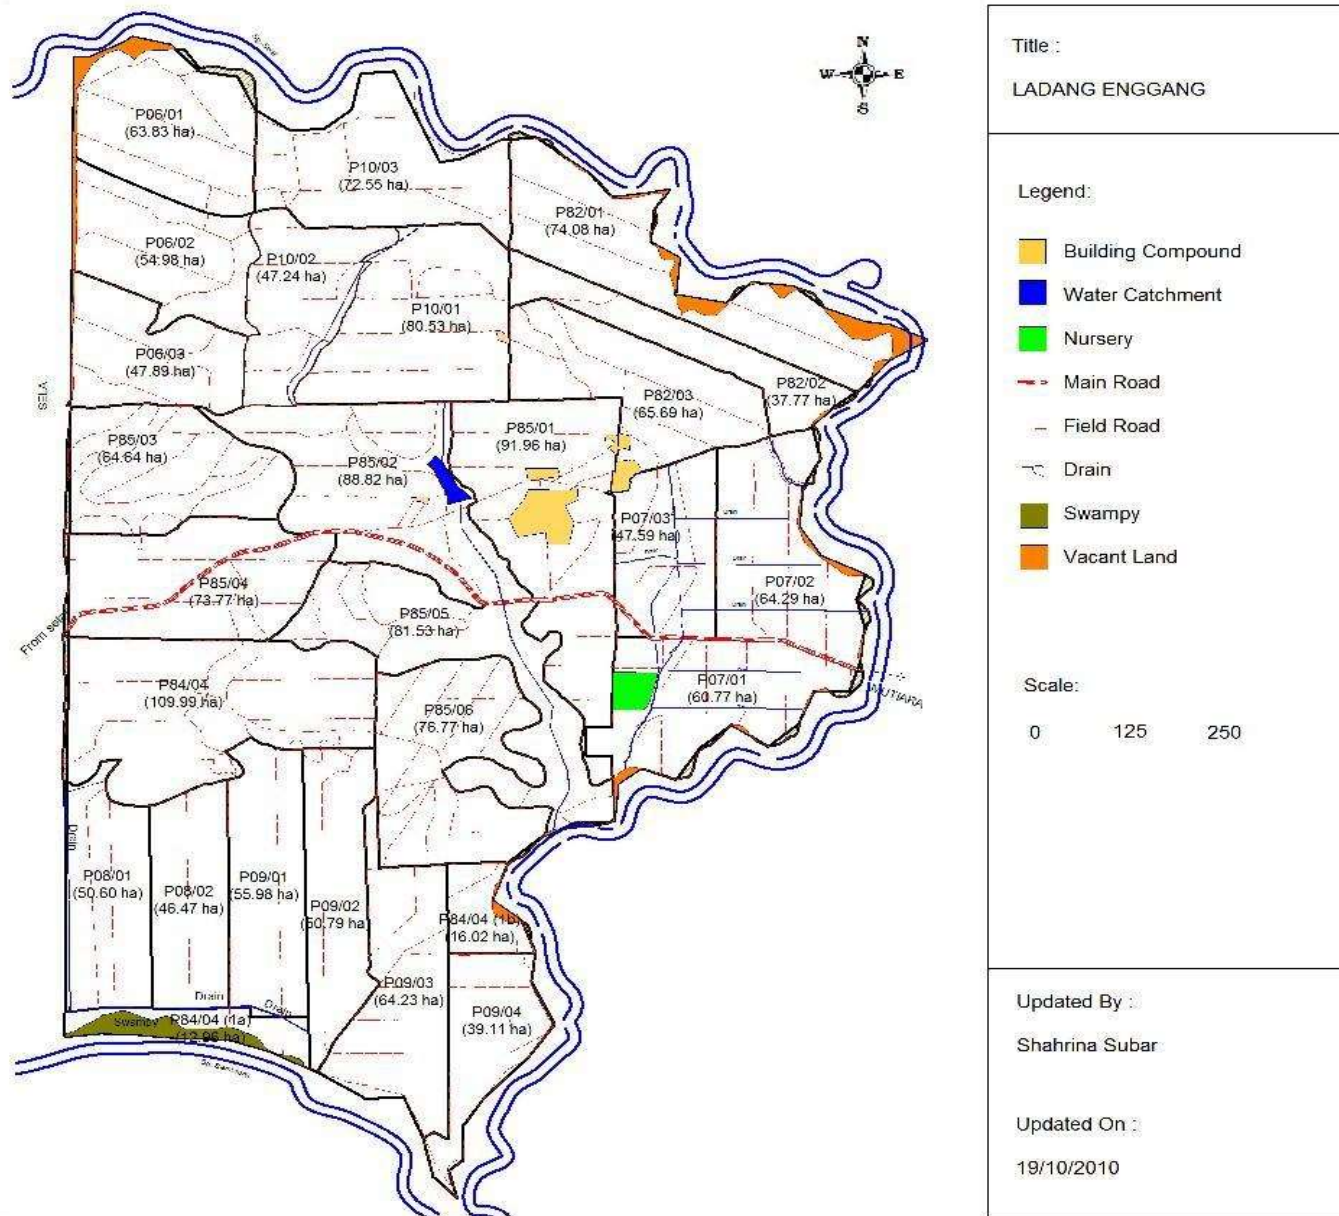 N
W E
S
P06/01
(63.83 ha)
P10/03
(72.55 ha)
P82/01
(74.08 ha)
P06/02
(54.98 ha)
P10/02
(47.24 ha)
P10/01
(80.53 ha)
P06/03
(47.89 ha)
P82/02
(37.77 ha)
P82/03
(65.69 ha)
SELA
P85/03
(64.64 ha)
P85/02
(88.82 ha)
P85/01
(91.96 ha)
P07/03
(47.59 ha)
P07/02
(64.29 ha)
P85/04
(73.77 ha)
P85/05
(81.53 ha)
From sela
P84/04
(109.99 ha)
P85/06
(76.77 ha)
P07/01
(60.77 ha)
MUTIARA
Drain
P08/01
(50.60 ha)
P08/02
(46.47 ha)
P09/01
(55.98 ha)
P09/02
(50.79 ha)
P84/04 (1b)
(16.02 ha)
P09/03
(64.23 ha)
P09/04
(39.11 ha)
Drain
Drain
Swampy
P84/04 (1a)
(12.96 ha)
Title :
LADANG ENGGANG
Legend:
Building Compound
Water Catchment
Nursery
Main Road
Field Road
Drain
Swampy
Vacant Land
Scale:
0 125 250
Updated By :
Shahrina Subar
Updated On :
19/10/2010